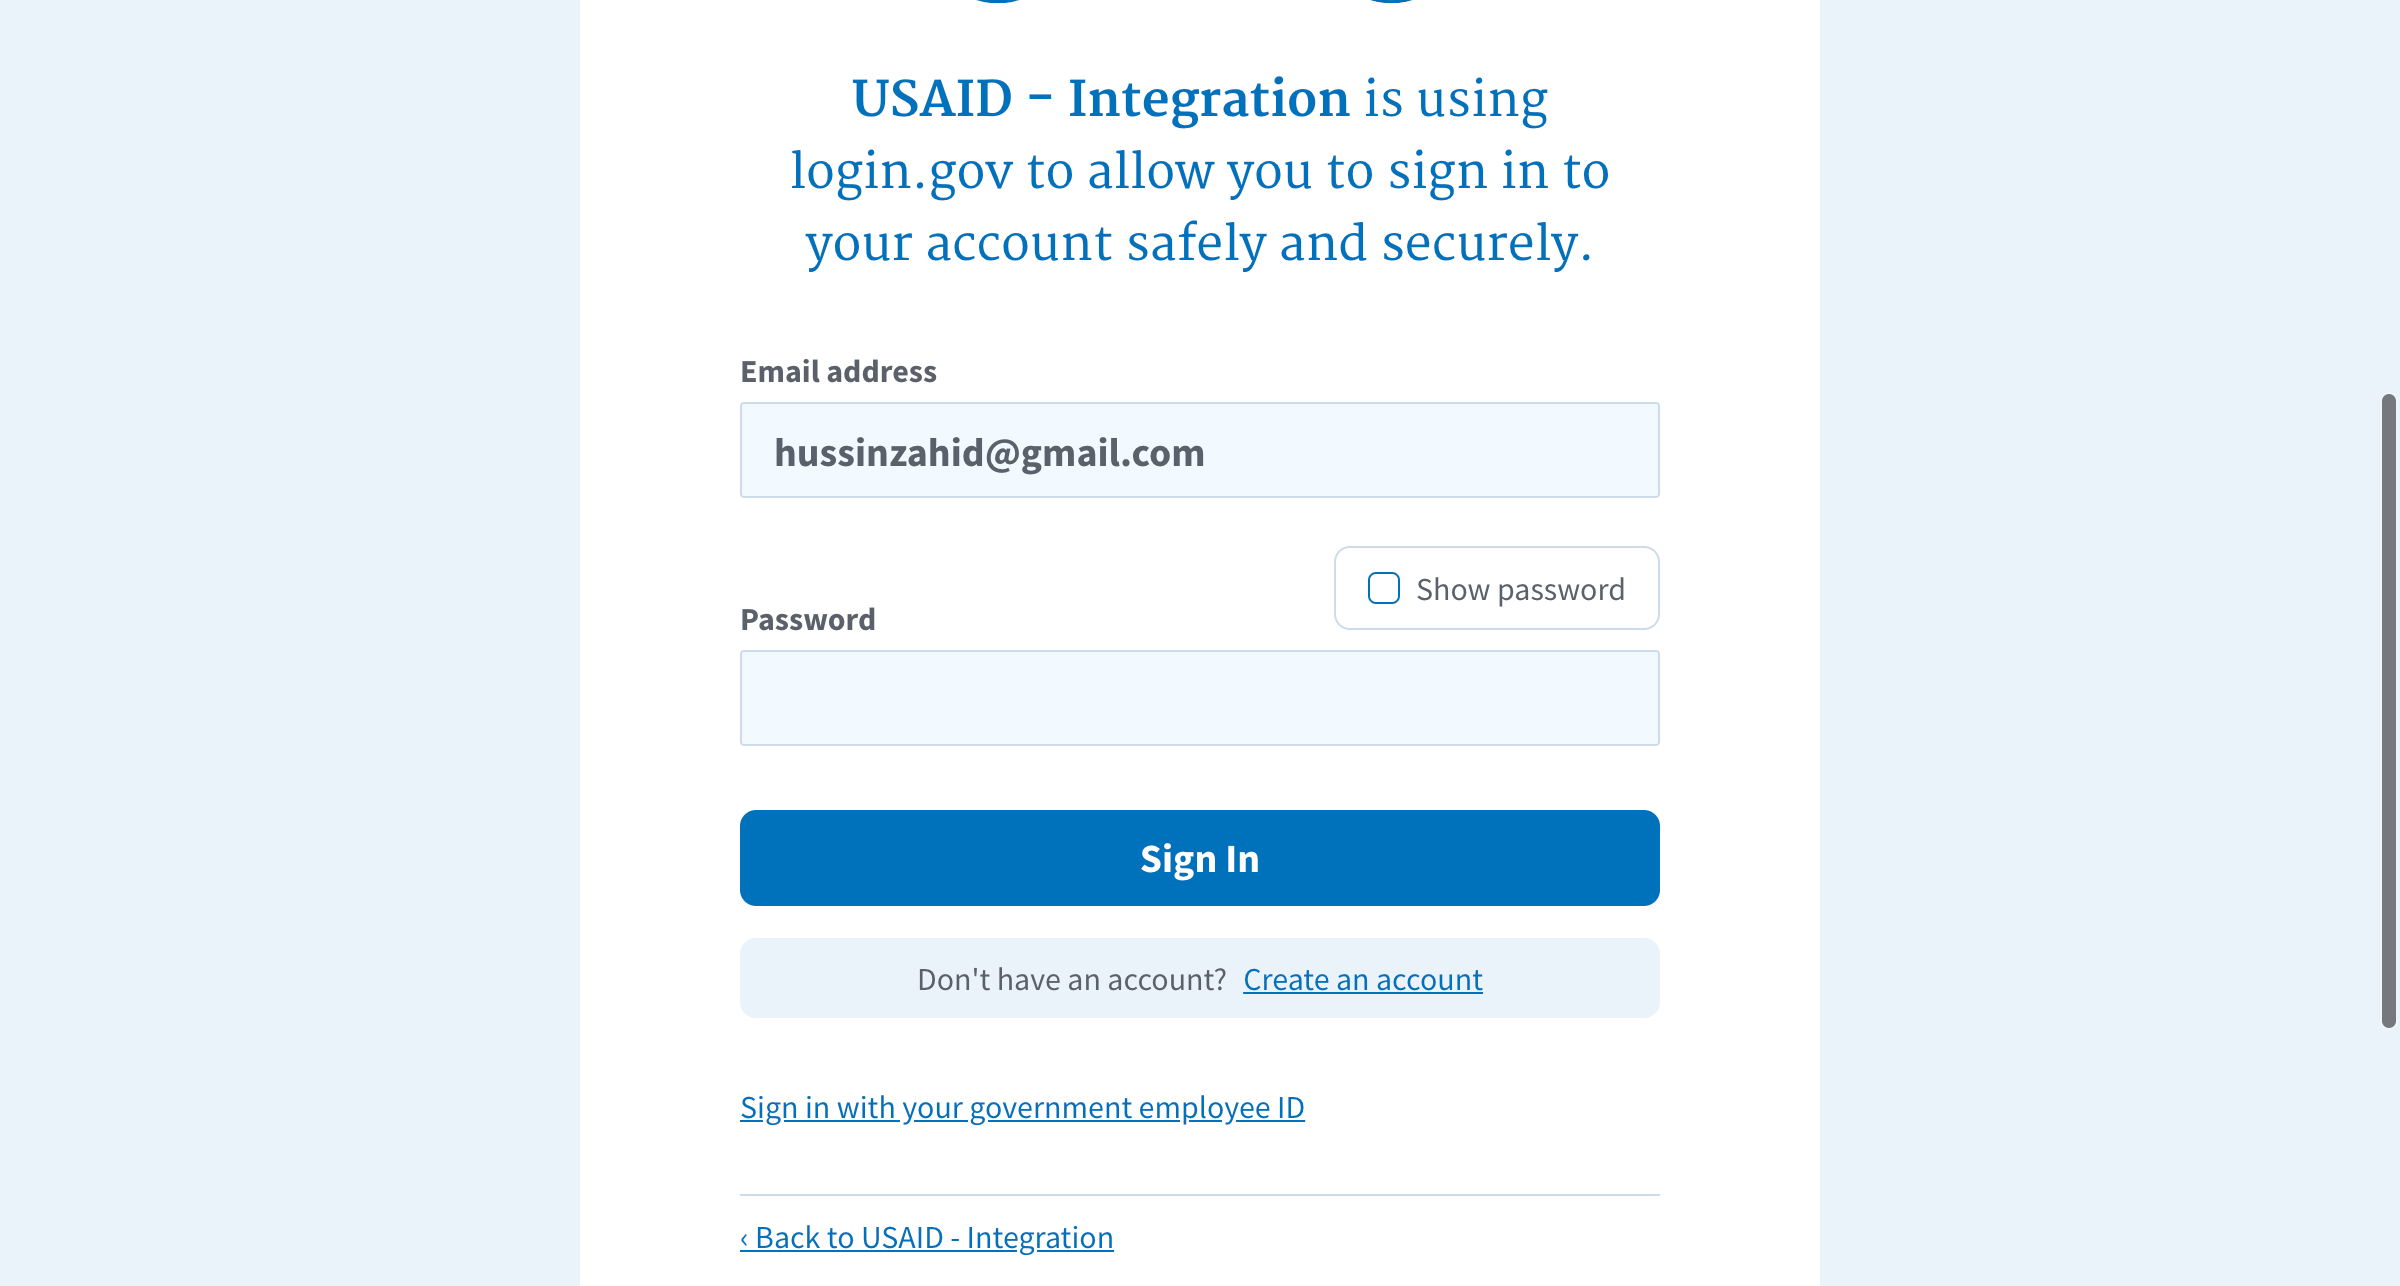 USAID - Integration is using
login.gov to allow you to sign in to
your account safely and securely.
Email address
hussinzahid@gmail.com
Show password
Password
Sign In
Don't have an account? Create an account
Sign in with your government employee ID
‹ Back to USAID - Integration